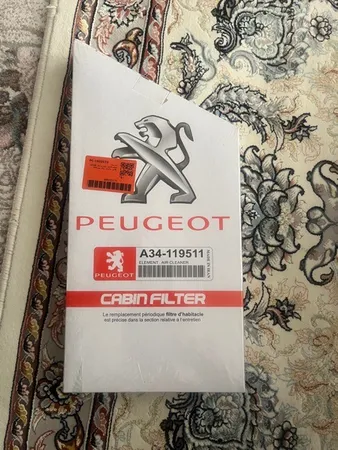 PEUGEOT
A34-119511
ELEMENT . AIR CLEANER
PEUGEOT
CABIN FILTER
Le remplacement périodique filtre d'habitacle
est précisé dans la section relative a l'entretien